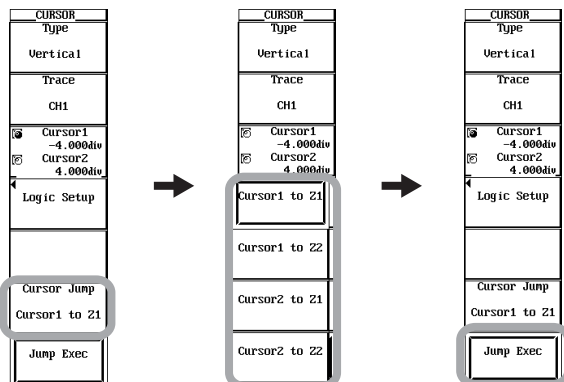 CURSOR
Type
Vertical
Trace
CH1
Cursor1
-4.000div
Cursor2
4.000div
Logic Setup
Cursor Jump
Cursor1 to Z1
Jump Exec
CURSOR
Type
Vertical
Trace
CH1
Cursor1
-4.000div
Cursor2
4.000div
Cursor1 to Z1
Cursor1 to Z2
Cursor2 to Z1
Cursor2 to Z2
CURSOR
Type
Vertical
Trace
CH1
Cursor1
-4.000div
Cursor2
4.000div
Logic Setup
Cursor Jump
Cursor1 to Z1
Jump Exec